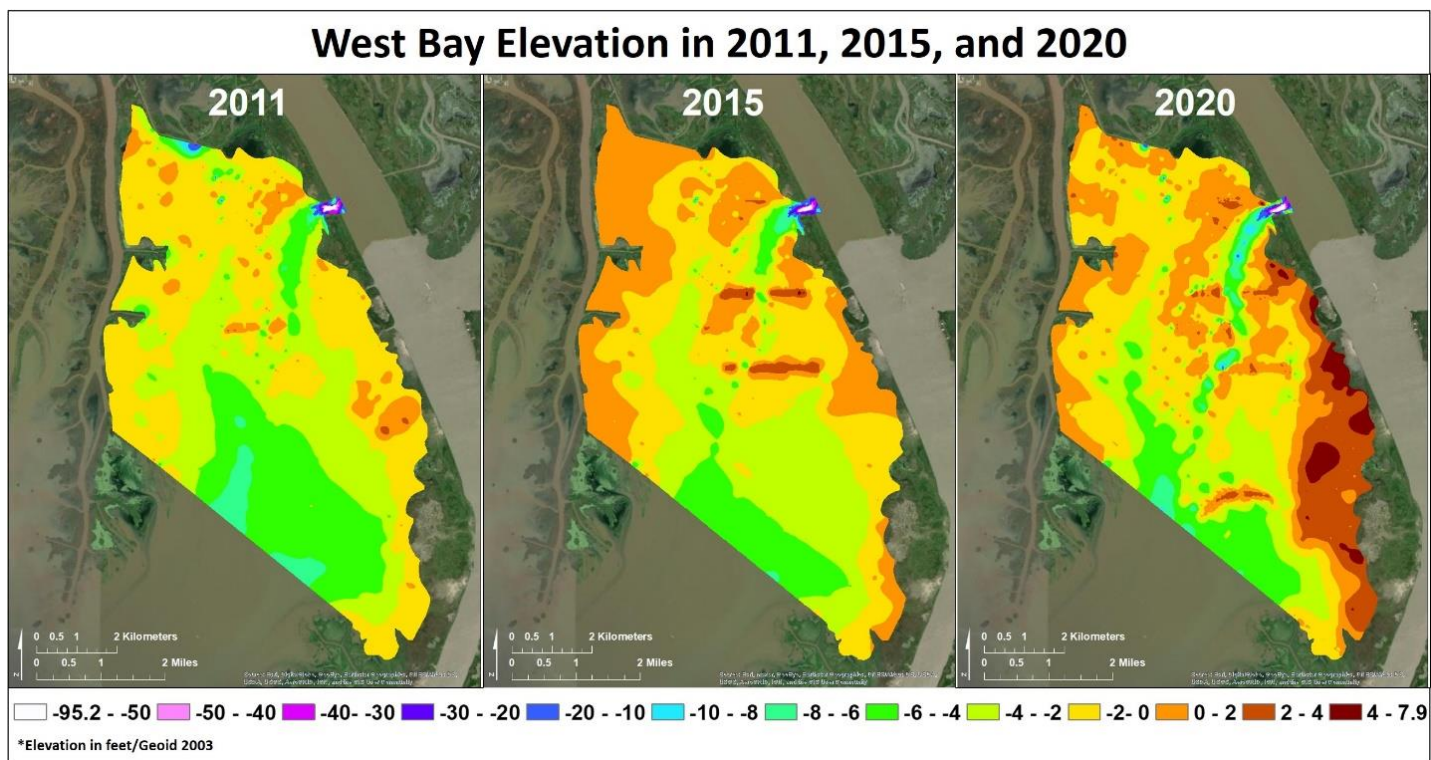 West Bay Elevation in 2011, 2015, and 2020
2011
2015
2020
0 0.5 1 2 Kilometers
0 0.5 1 2 Miles
N
0 0.5 1 2 Kilometers
0 0.5 1 2 Miles
N
0 0.5 1 2 Kilometers
0 0.5 1 2 Miles
N
-95.2 - -50 -50 - -40 -40- -30 -30 - -20 -20 - -10 -10 - -8 -8 - -6 -6 - -4 -4 - -2 -2- 0 0 - 2 2 - 4 4 - 7.9
*Elevation in feet/Geoid 2003